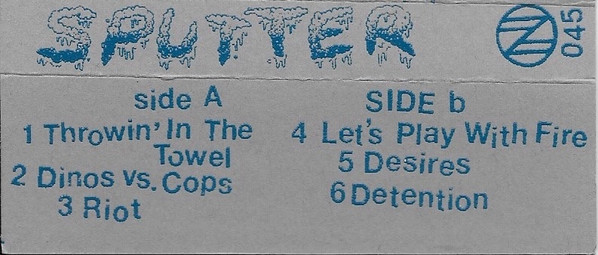 SPUTTER
Z 045
side A
1 Throwin' In The
Towel
2 Dinos vs. Cops
3 Riot
SIDE b
4 Let's Play With Fire
5 Desires
6 Detention